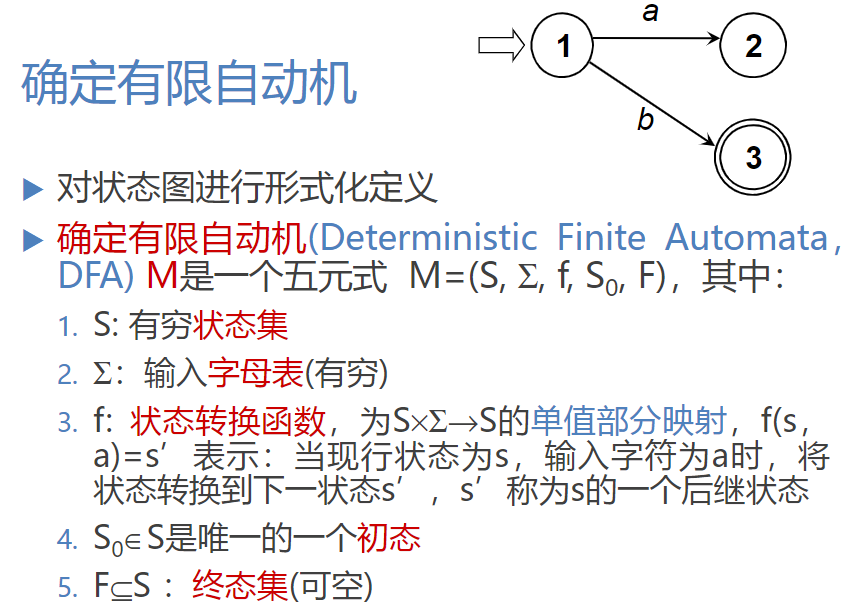 a
1
2
确定有限自动机
b
3
对状态图进行形式化定义
确定有限自动机(Deterministic Finite Automata,
DFA) M是一个五元式 M=(S, Σ, f, S₀, F)，其中：
1. S: 有穷状态集
2. Σ：输入字母表(有穷)
3. f: 状态转换函数，为S×Σ→S的单值部分映射，f(s,
a)=s′表示：当现行状态为s，输入字符为a时，将
状态转换到下一状态s′，s′称为s的一个后继状态
4. S₀∈S是唯一的一个初态
5. F⊆S ：终态集(可空)